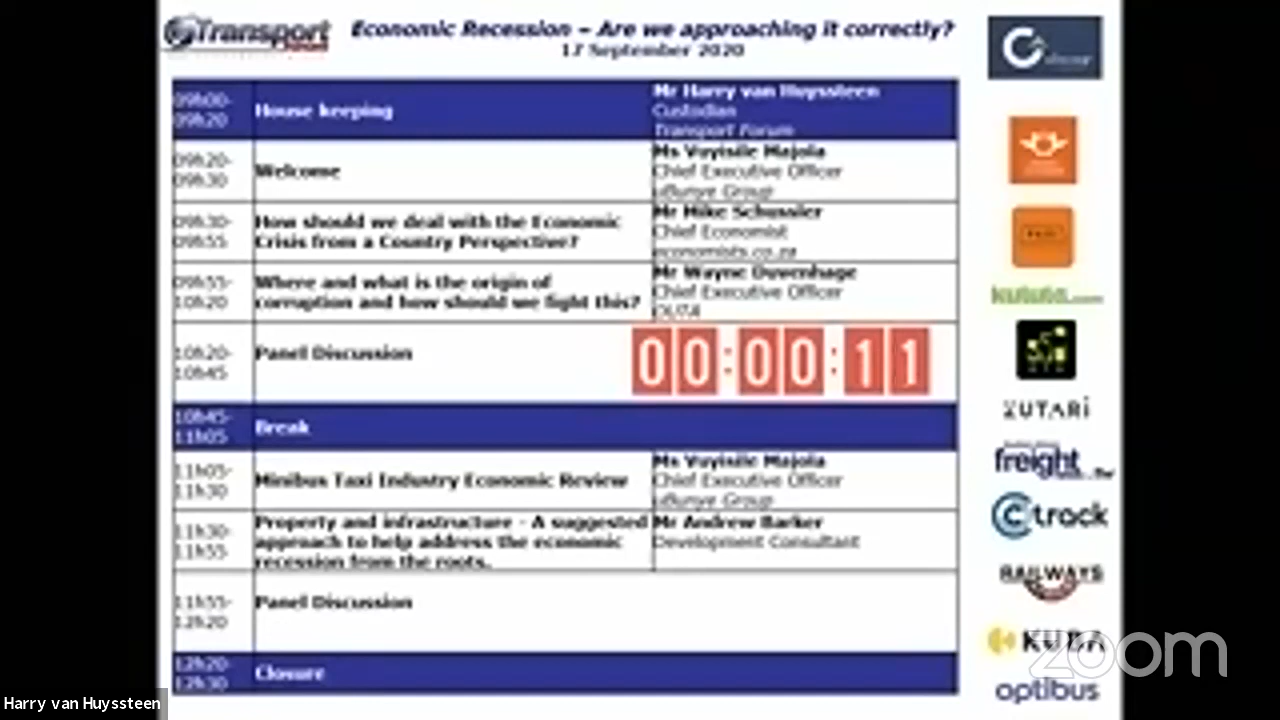 Transport
Economic Recession – Are we approaching it correctly?
17 September 2020
09h00-
09h20
House keeping
Mr Harry van Huyssteen
Custodian
Transport Forum
09h20-
09h30
Welcome
Ms Vuyisile Majola
Chief Executive Officer
uBunye Group
09h30-
09h55
How should we deal with the Economic
Crisis from a Country Perspective?
Mr Mike Schussler
Chief Economist
economists.co.za
09h55-
10h20
Where and what is the origin of
corruption and how should we fight this?
Mr Wayne Duvenhage
Chief Executive Officer
OUTA
10h20-
10h45
Panel Discussion
00:00:11
10h45-
11h05
Break
11h05-
11h30
Minibus Taxi Industry Economic Review
Ms Vuyisile Majola
Chief Executive Officer
uBunye Group
11h30-
11h55
Property and infrastructure - A suggested
approach to help address the economic
recession from the roots.
Mr Andrew Barker
Development Consultant
11h55-
12h20
Panel Discussion
12h20-
12h30
Closure
ZUTARI
freight
Ctrack
RAILWAYS
KUBA
optibus
zoom
Harry van Huyssteen